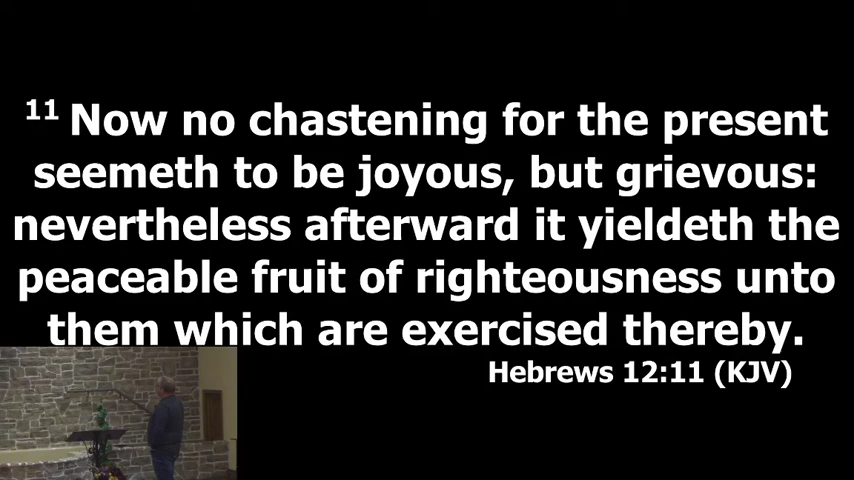 11 Now no chastening for the present
seemeth to be joyous, but grievous:
nevertheless afterward it yieldeth the
peaceable fruit of righteousness unto
them which are exercised thereby.
Hebrews 12:11 (KJV)